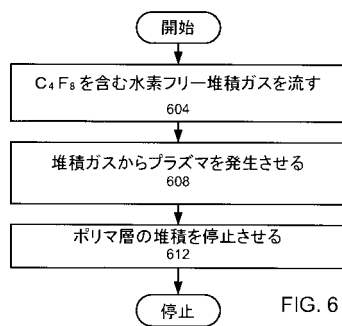 開始
C₄F₈を含む水素フリー堆積ガスを流す
604
堆積ガスからプラズマを発生させる
608
ポリマ層の堆積を停止させる
612
停止
FIG. 6